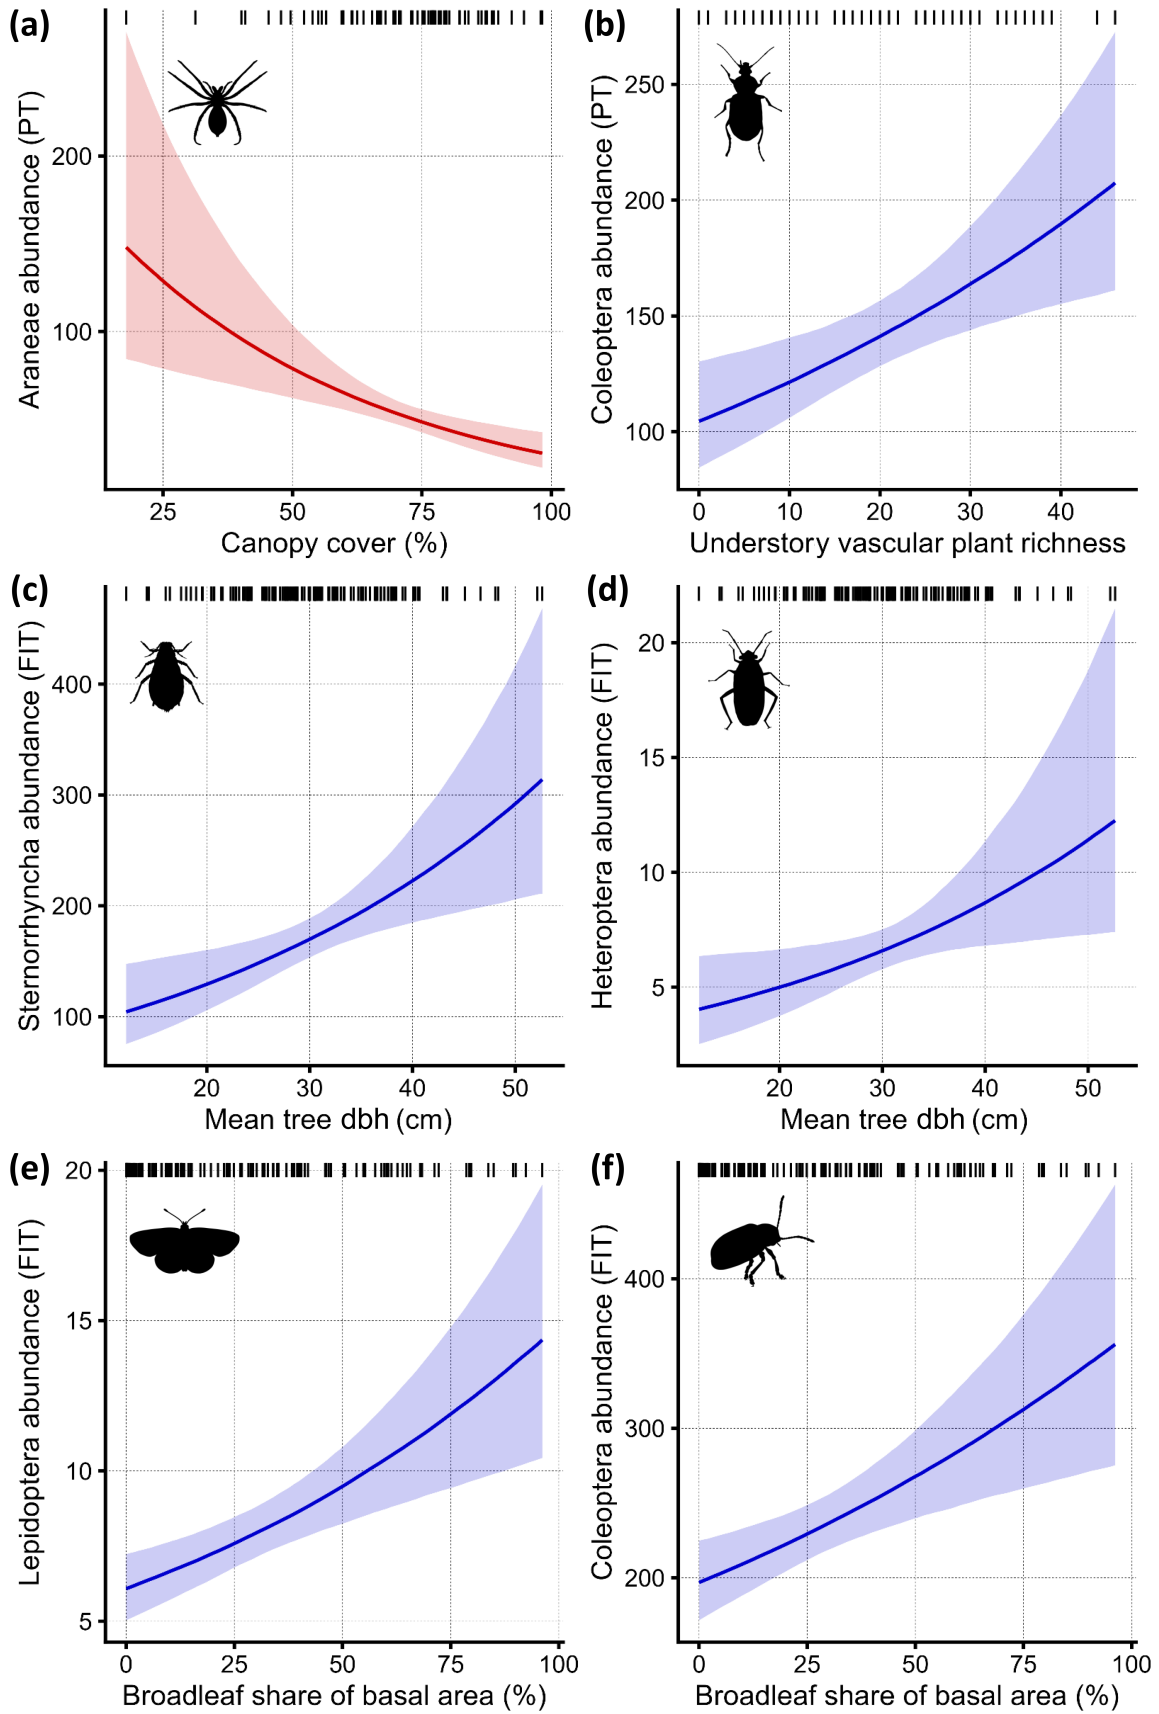 (a)
Araneae abundance (PT)
200
100
25 50 75 100
Canopy cover (%)
(b)
Coleoptera abundance (PT)
250
200
150
100
0 10 20 30 40
Understory vascular plant richness
(c)
Sternorrhyncha abundance (FIT)
400
300
200
100
20 30 40 50
Mean tree dbh (cm)
(d)
Heteroptera abundance (FIT)
20
15
10
5
20 30 40 50
Mean tree dbh (cm)
(e)
Lepidoptera abundance (FIT)
20
15
10
5
0 25 50 75 100
Broadleaf share of basal area (%)
(f)
Coleoptera abundance (FIT)
400
300
200
0 25 50 75 100
Broadleaf share of basal area (%)